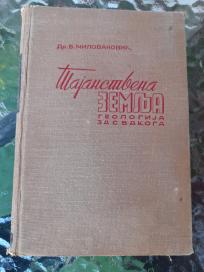 Др. Б. МИЛОВАНОВИЋ
Тајанствена
ЗЕМЉА
ГЕОЛОГИЈА
ЗА СВАКОГА